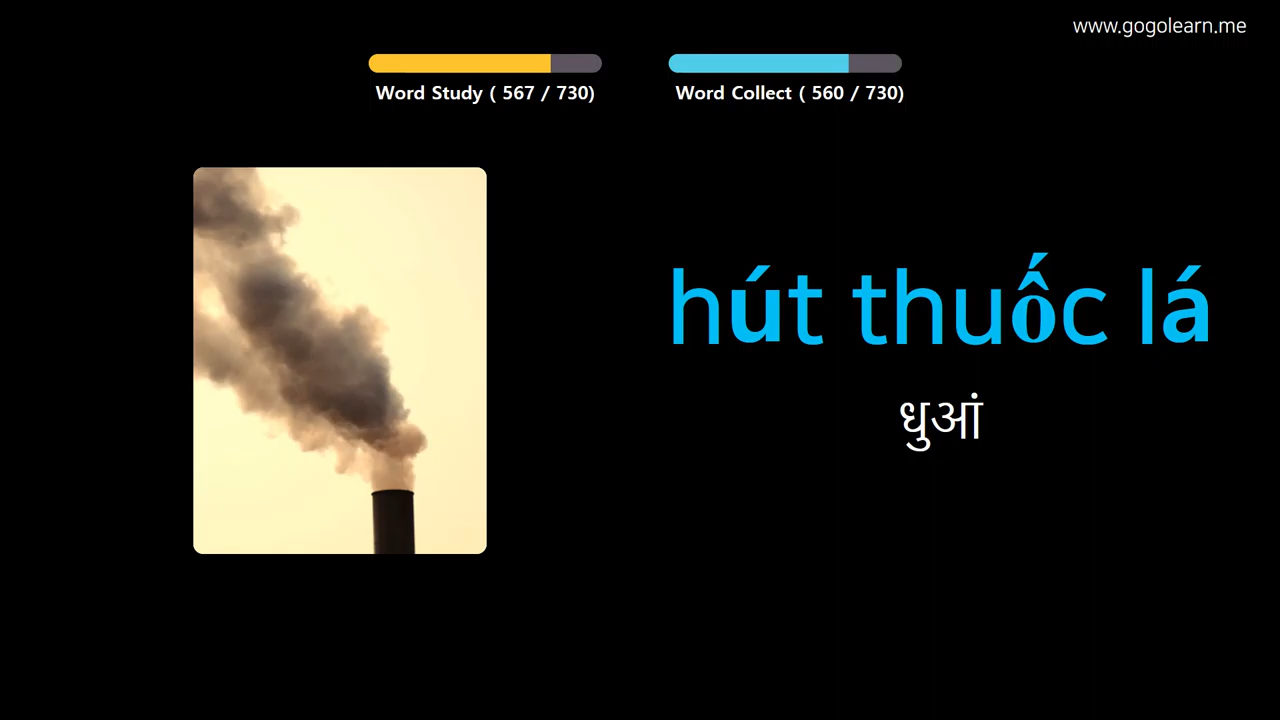 www.gogolearn.me
Word Study ( 567 / 730)
Word Collect ( 560 / 730)
hút thuốc lá
धुआं